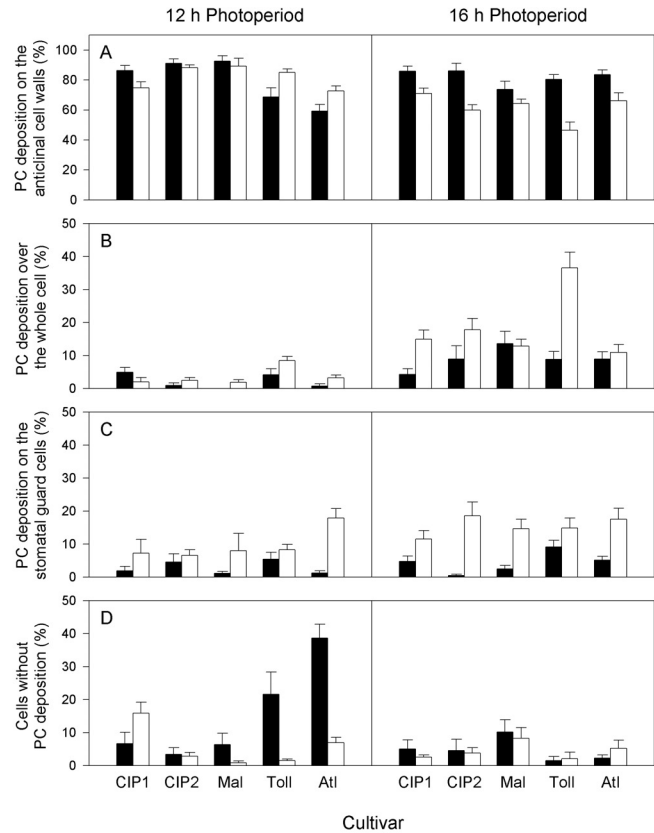 12 h Photoperiod 16 h Photoperiod
PC deposition on the
anticlinal cell walls (%)
100
80
60
40
20
0
A
PC deposition over
the whole cell (%)
50
40
30
20
10
0
B
PC deposition on the
stomatal guard cells (%)
50
40
30
20
10
0
C
Cells without
PC deposition (%)
50
40
30
20
10
0
D
CIP1 CIP2 Mal Toll Atl CIP1 CIP2 Mal Toll Atl
Cultivar